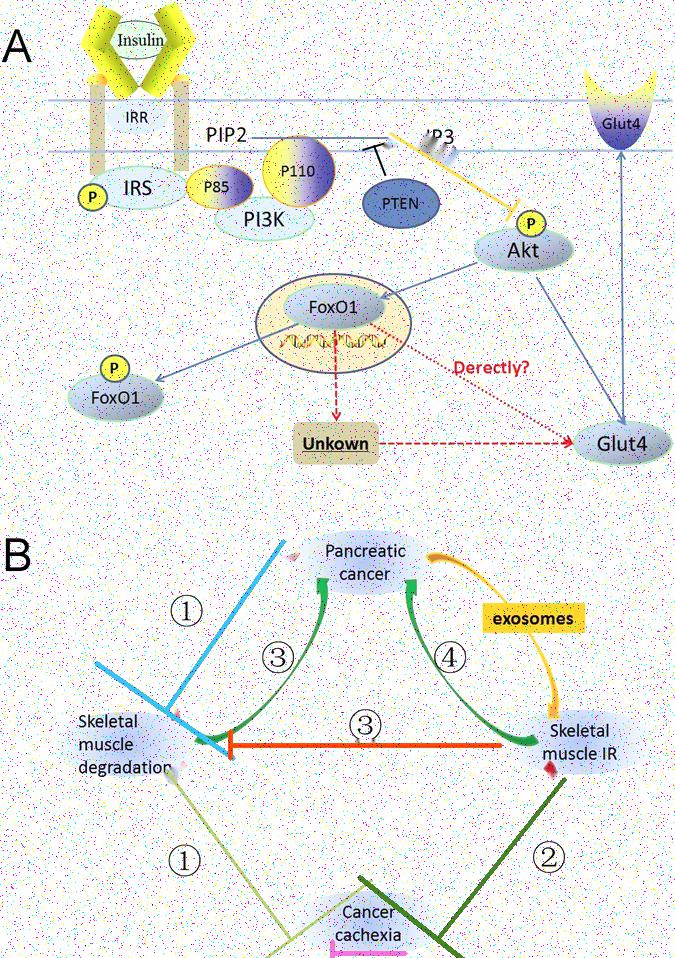 A
Insulin
IRR
Glut4
PIP2
IP3
P110
P
IRS
P85
PI3K
PTEN
P
Akt
FoxO1
P
FoxO1
Derectly?
Unkown
Glut4
B
Pancreatic
cancer
①
exosomes
③
④
Skeletal
muscle
degradation
③
Skeletal
muscle IR
①
②
Cancer
cachexia